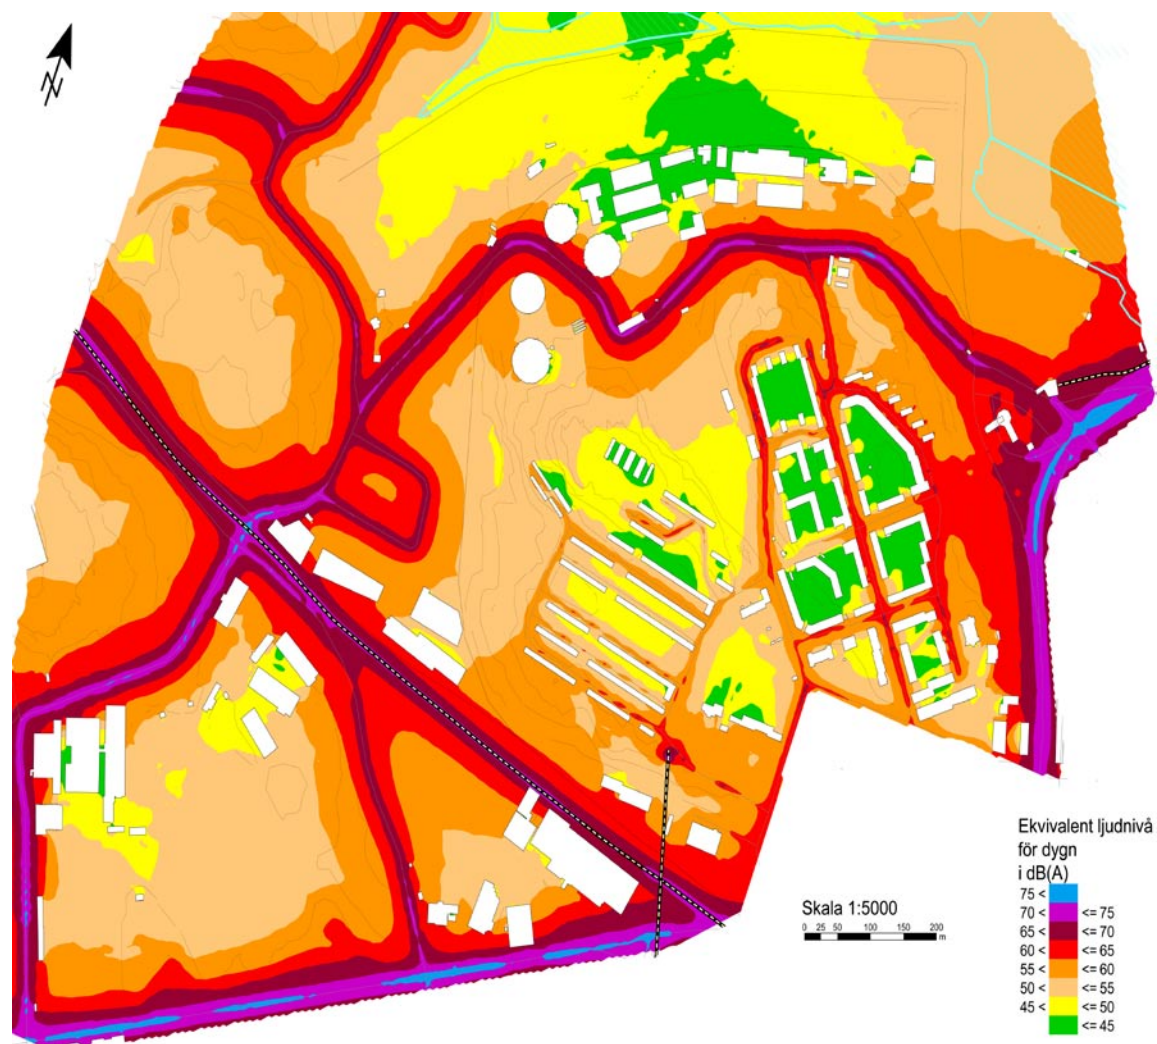 N
Ekvivalent ljudnivå
för dygn
i dB(A)
75 <
70 < <= 75
65 < <= 70
60 < <= 65
55 < <= 60
50 < <= 55
45 < <= 50
<= 45
Skala 1:5000
0 25 50 100 150 200
m